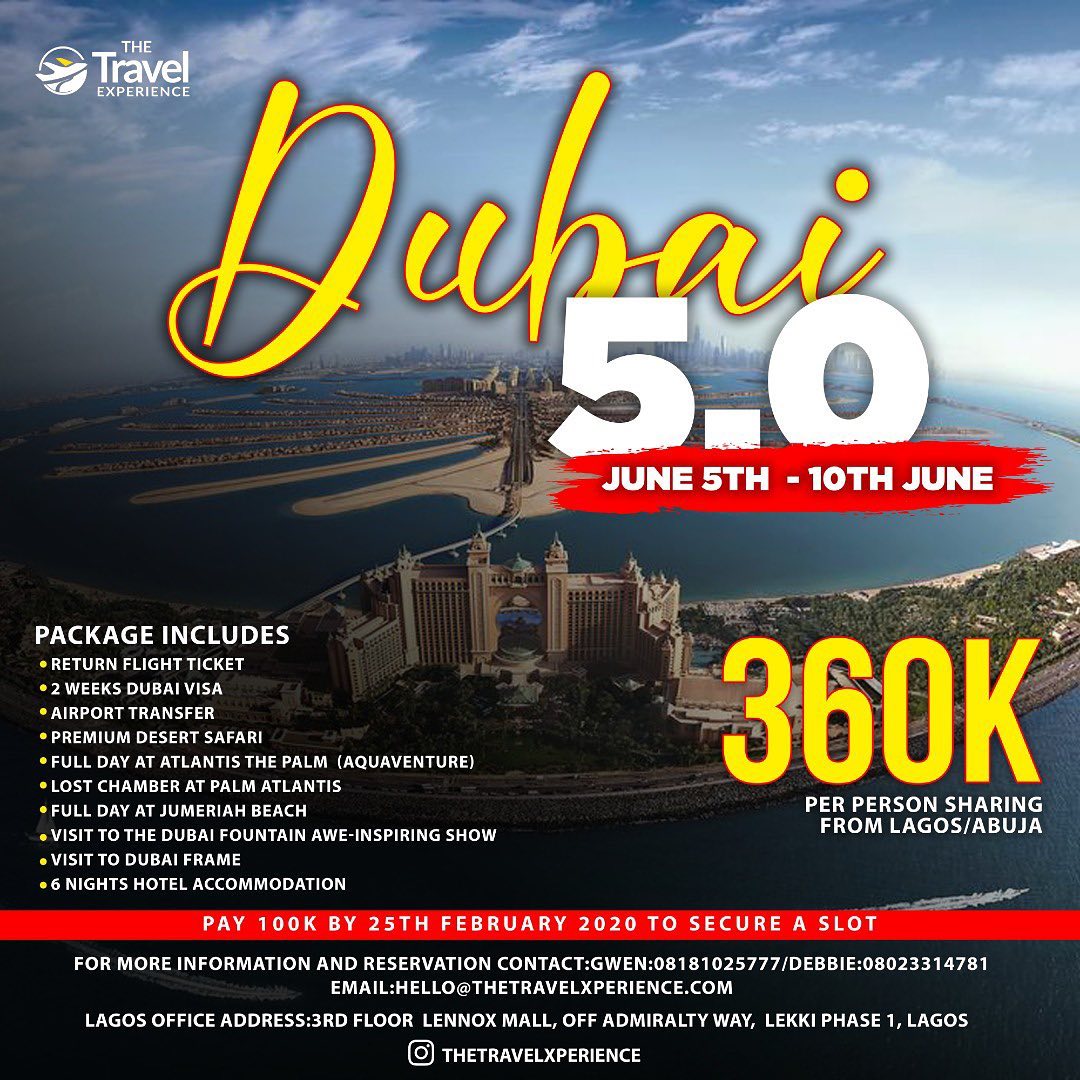 THE
Travel
EXPERIENCE
Dubai
5.0
JUNE 5TH - 10TH JUNE
PACKAGE INCLUDES
• RETURN FLIGHT TICKET
• 2 WEEKS DUBAI VISA
• AIRPORT TRANSFER
• PREMIUM DESERT SAFARI
• FULL DAY AT ATLANTIS THE PALM (AQUAVENTURE)
• LOST CHAMBER AT PALM ATLANTIS
• FULL DAY AT JUMERIAH BEACH
• VISIT TO THE DUBAI FOUNTAIN AWE-INSPIRING SHOW
• VISIT TO DUBAI FRAME
• 6 NIGHTS HOTEL ACCOMMODATION
360K
PER PERSON SHARING
FROM LAGOS/ABUJA
PAY 100K BY 25TH FEBRUARY 2020 TO SECURE A SLOT
FOR MORE INFORMATION AND RESERVATION CONTACT:GWEN:08181025777/DEBBIE:08023314781
EMAIL:HELLO@THETRAVELXPERIENCE.COM
LAGOS OFFICE ADDRESS:3RD FLOOR LENNOX MALL, OFF ADMIRALTY WAY, LEKKI PHASE 1, LAGOS
THETRAVELXPERIENCE